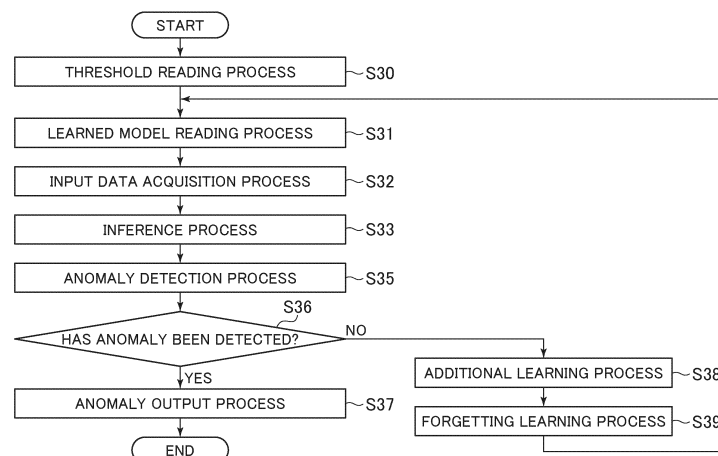 START
THRESHOLD READING PROCESS S30
LEARNED MODEL READING PROCESS S31
INPUT DATA ACQUISITION PROCESS S32
INFERENCE PROCESS S33
ANOMALY DETECTION PROCESS S35
S36
HAS ANOMALY BEEN DETECTED? NO
YES
ADDITIONAL LEARNING PROCESS S38
ANOMALY OUTPUT PROCESS S37
FORGETTING LEARNING PROCESS S39
END